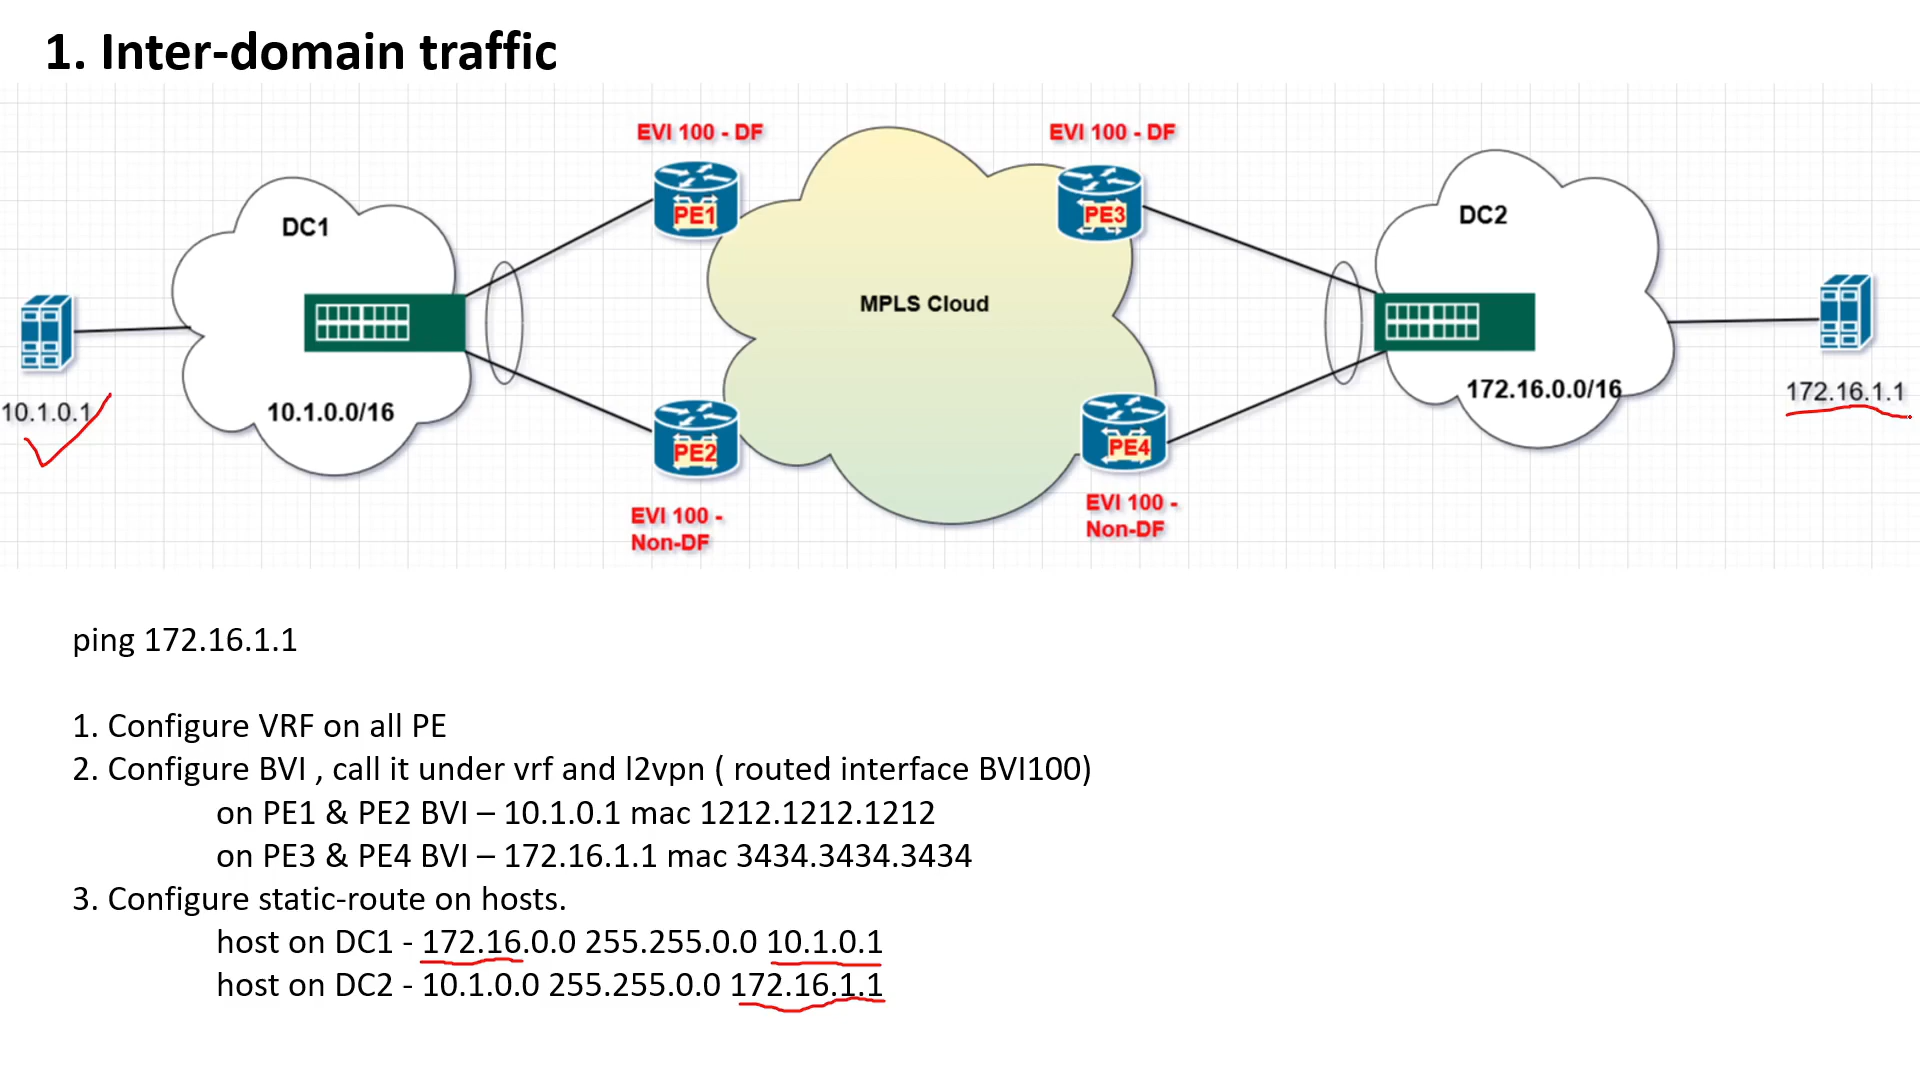 1. Inter-domain traffic
EVI 100 - DF
EVI 100 - DF
PE1
PE3
DC1
DC2
MPLS Cloud
10.1.0.1
10.1.0.0/16
172.16.0.0/16
172.16.1.1
PE2
PE4
EVI 100 -
Non-DF
EVI 100 -
Non-DF
ping 172.16.1.1
1. Configure VRF on all PE
2. Configure BVI , call it under vrf and l2vpn ( routed interface BVI100)
on PE1 & PE2 BVI – 10.1.0.1 mac 1212.1212.1212
on PE3 & PE4 BVI – 172.16.1.1 mac 3434.3434.3434
3. Configure static-route on hosts.
host on DC1 - 172.16.0.0 255.255.0.0 10.1.0.1
host on DC2 - 10.1.0.0 255.255.0.0 172.16.1.1